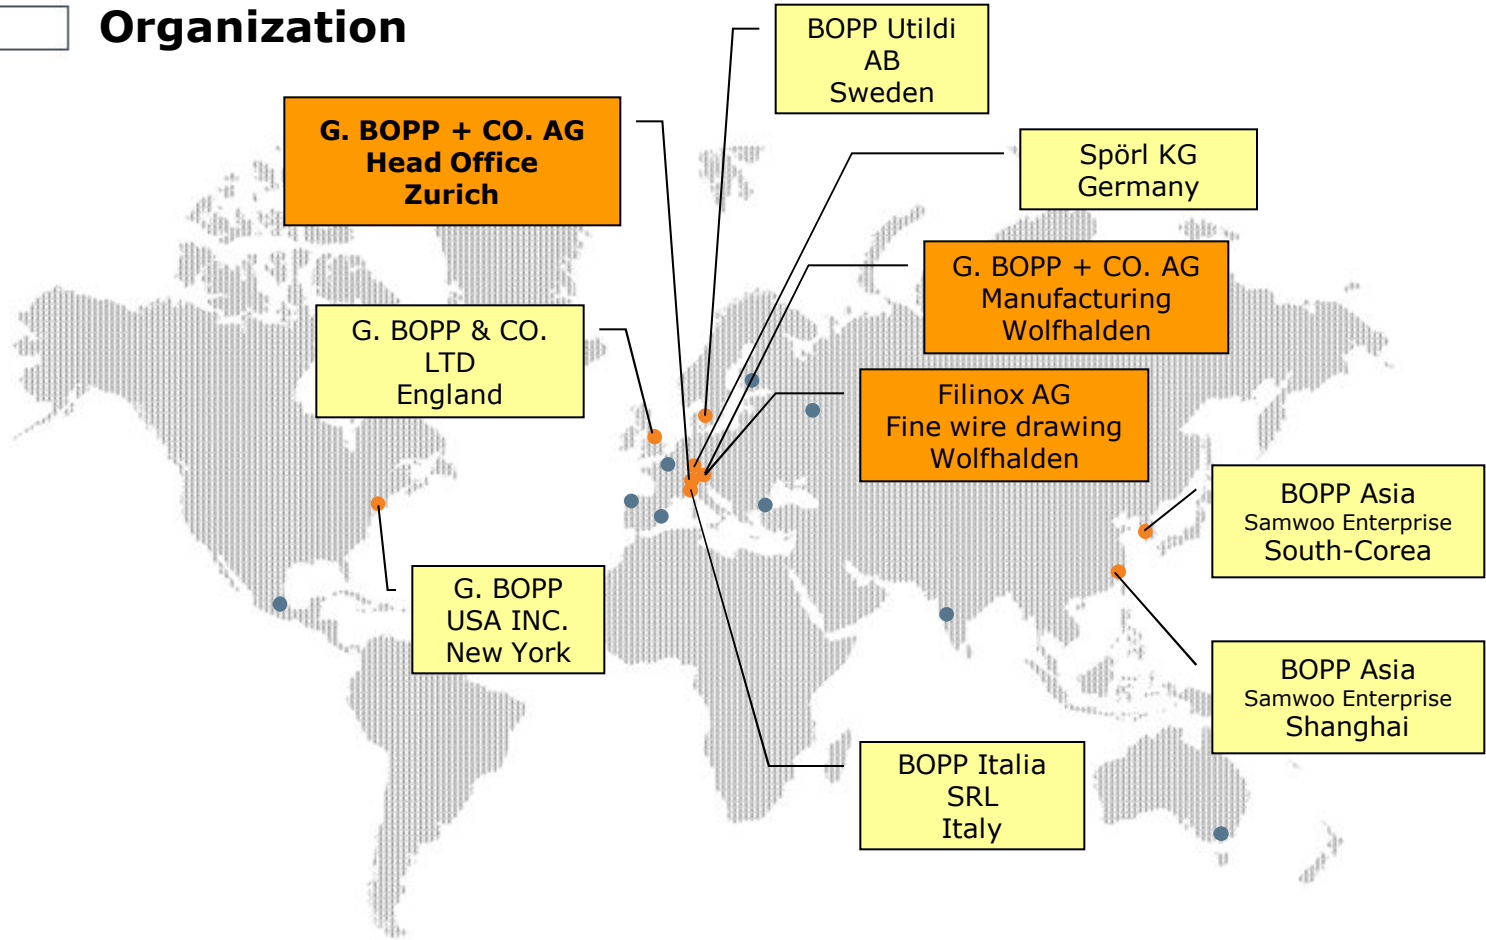 Organization
BOPP Utildi
AB
Sweden
G. BOPP + CO. AG
Head Office
Zurich
Spörl KG
Germany
G. BOPP + CO. AG
Manufacturing
Wolfhalden
G. BOPP & CO.
LTD
England
Filinox AG
Fine wire drawing
Wolfhalden
BOPP Asia
Samwoo Enterprise
South-Corea
G. BOPP
USA INC.
New York
BOPP Asia
Samwoo Enterprise
Shanghai
BOPP Italia
SRL
Italy